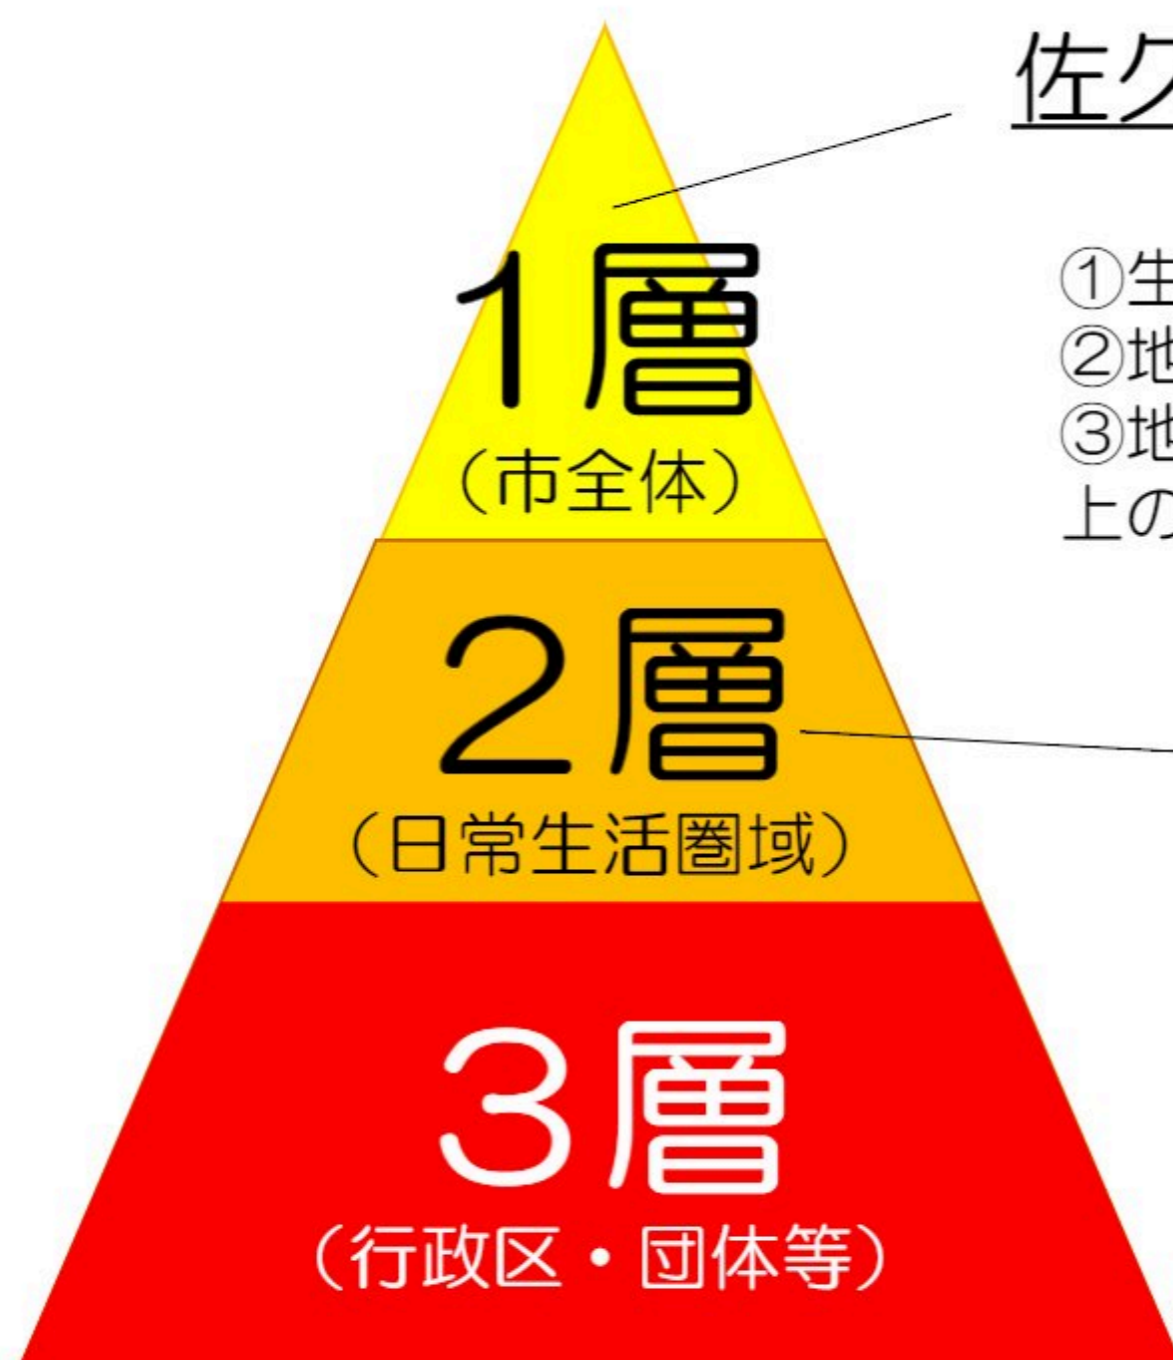 佐久
1層
（市全体）
①生
②地
③地
上の
2層
（日常生活圏域）
3層
（行政区・団体等）